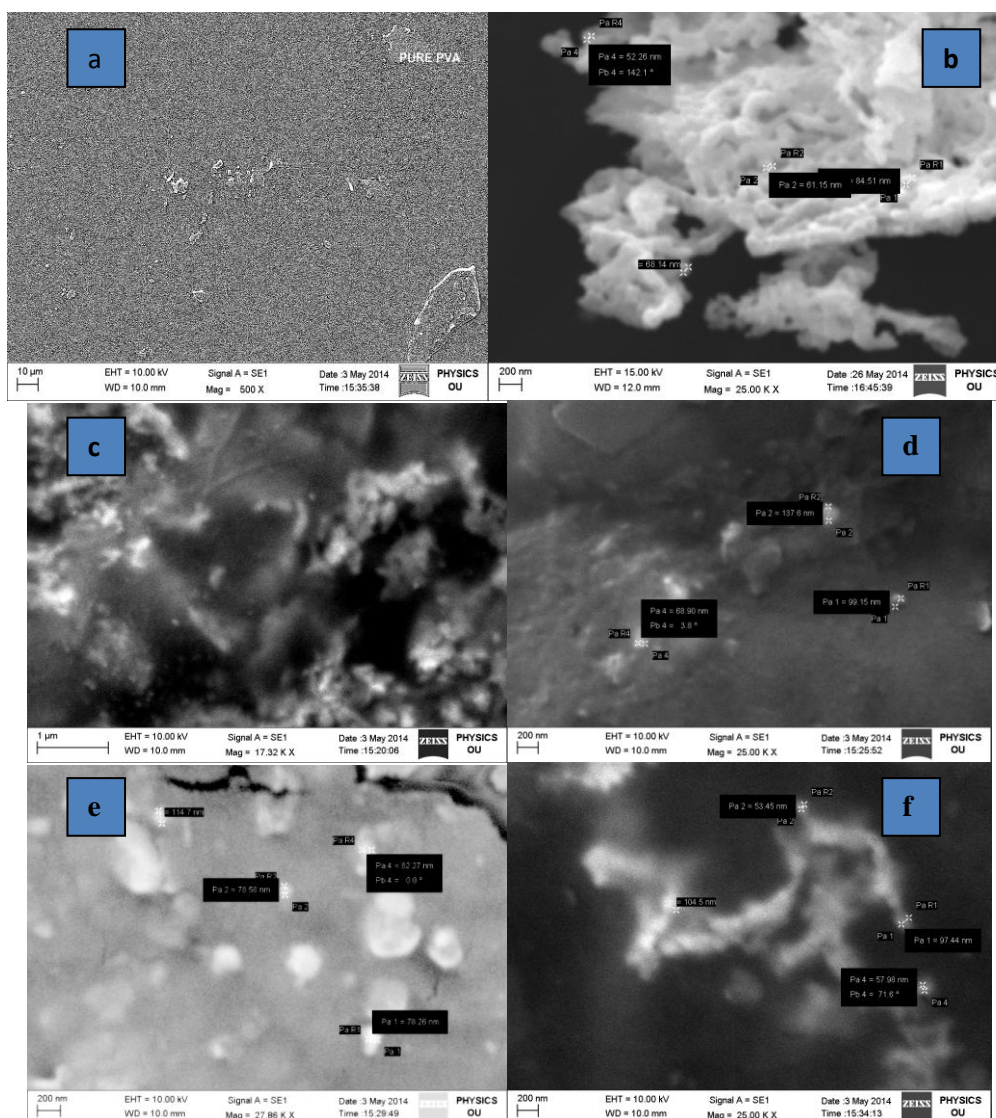 a
PURE PVA
10 µm
EHT = 10.00 kV
WD = 10.0 mm
Signal A = SE1
Mag = 500 X
Date :3 May 2014
Time :15:35:38
ZEISS
PHYSICS
OU
b
Pa R4
Pa 4
Pa 4 = 52.26 nm
Pb 4 = 142.1 °
Pa R2
Pa 2
Pa 2 = 61.15 nm
= 84.51 nm
Pa R1
Pa 1
= 68.14 nm
200 nm
EHT = 15.00 kV
WD = 12.0 mm
Signal A = SE1
Mag = 25.00 K X
Date :26 May 2014
Time :16:45:39
ZEISS
PHYSICS
OU
c
1 µm
EHT = 10.00 kV
WD = 10.0 mm
Signal A = SE1
Mag = 17.32 K X
Date :3 May 2014
Time :15:20:06
ZEISS
PHYSICS
OU
d
Pa R2
Pa 2 = 137.6 nm
Pa 2
Pa R1
Pa 1 = 99.15 nm
Pa 1
Pa 4 = 68.90 nm
Pb 4 = 3.8 °
Pa R4
Pa 4
200 nm
EHT = 10.00 kV
WD = 10.0 mm
Signal A = SE1
Mag = 25.00 K X
Date :3 May 2014
Time :15:25:52
ZEISS
PHYSICS
OU
e
= 114.7 nm
Pa R4
Pa 4 = 82.27 nm
Pb 4 = 0.0 °
Pa 2 = 78.58 nm
Pa 2
Pa 1 = 78.26 nm
Pa R1
Pa 1
200 nm
EHT = 10.00 kV
WD = 10.0 mm
Signal A = SE1
Mag = 27.86 K X
Date :3 May 2014
Time :15:29:49
PHYSICS
OU
f
Pa R2
Pa 2 = 53.45 nm
Pa 2
= 104.5 nm
Pa R1
Pa 1
Pa 1 = 97.44 nm
Pa 4 = 57.98 nm
Pb 4 = 71.6 °
Pa 4
200 nm
EHT = 10.00 kV
WD = 10.0 mm
Signal A = SE1
Mag = 25.00 K X
Date :3 May 2014
Time :15:34:13
ZEISS
PHYSICS
OU